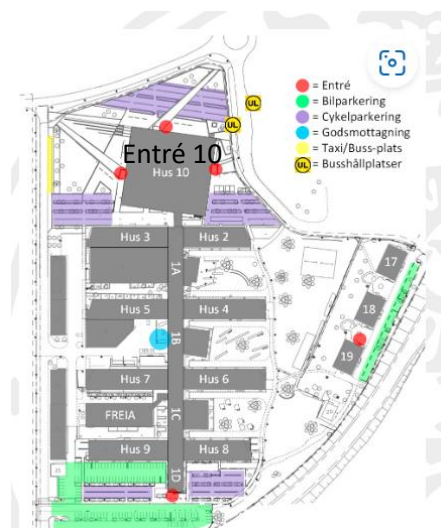 = Entré
= Bilparkering
= Cykelparkering
= Godsmottagning
= Taxi/Buss-plats
UL = Busshållplatser
UL
UL
Entré 10
Hus 10
Hus 3
Hus 2
1A
17
18
19
Hus 5
Hus 4
1B
Hus 7
Hus 6
FREIA
1C
Hus 9
Hus 8
1D